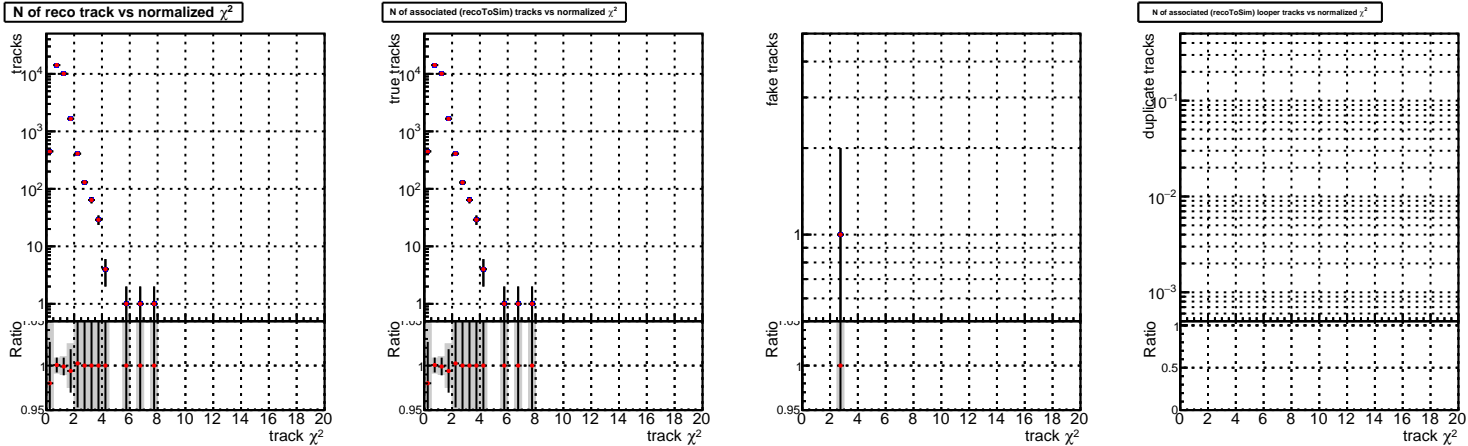 N of reco track vs normalized χ²
tracks
10⁴
10³
10²
10
1
Ratio
1.05
1
0.95
0 2 4 6 8 10 12 14 16 18 20
track χ²
N of associated (recoToSim) tracks vs normalized χ²
true tracks
10⁴
10³
10²
10
1
Ratio
1.05
1
0.95
0 2 4 6 8 10 12 14 16 18 20
track χ²
fake tracks
1
Ratio
1.05
1
0.95
0 2 4 6 8 10 12 14 16 18 20
track χ²
N of associated (recoToSim) looper tracks vs normalized χ²
duplicate tracks
10⁻¹
10⁻²
10⁻³
Ratio
1
0.5
0
0 2 4 6 8 10 12 14 16 18 20
track χ²